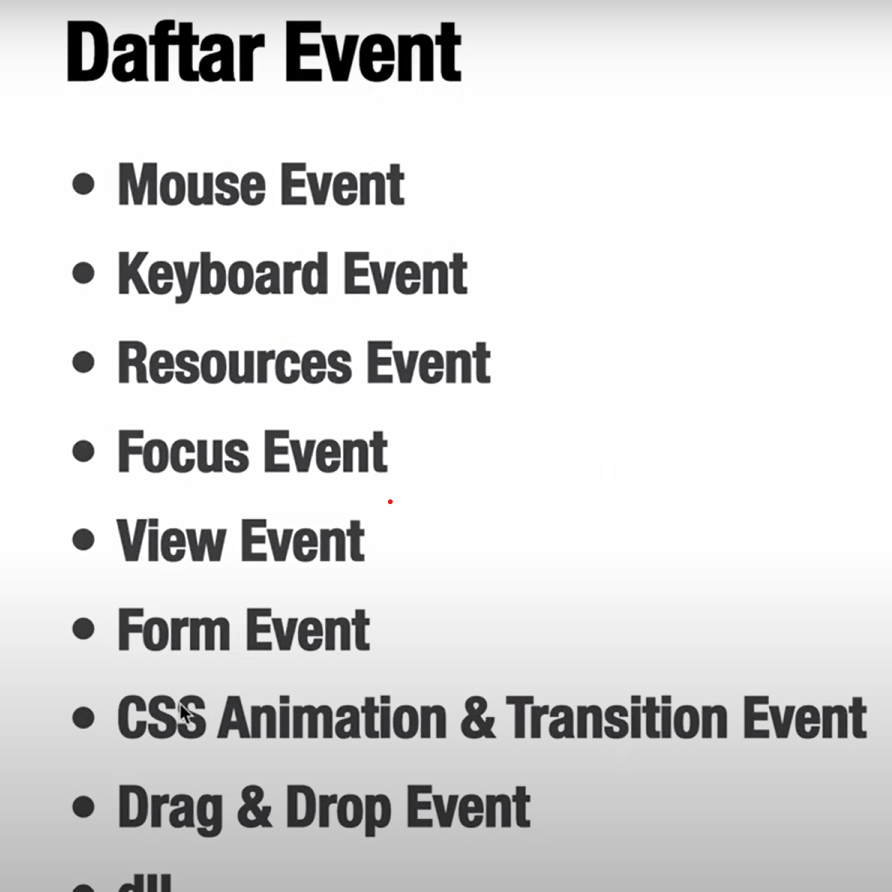 Daftar Event
• Mouse Event
• Keyboard Event
• Resources Event
• Focus Event
• View Event
• Form Event
• CSS Animation & Transition Event
• Drag & Drop Event
• dll